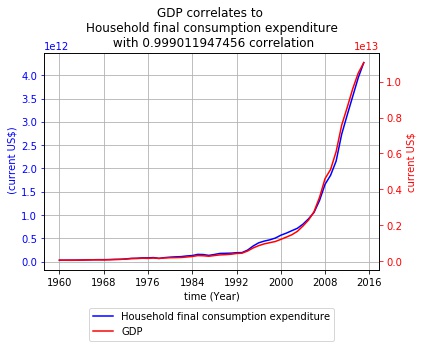 GDP correlates to
Household final consumption expenditure
with 0.999011947456 correlation
1e12
1e13
4.0
3.5
3.0
2.5
2.0
1.5
1.0
0.5
0.0
(current US$)
1.0
0.8
0.6
0.4
0.2
0.0
current US$
1960 1968 1976 1984 1992 2000 2008 2016
time (Year)
Household final consumption expenditure
GDP